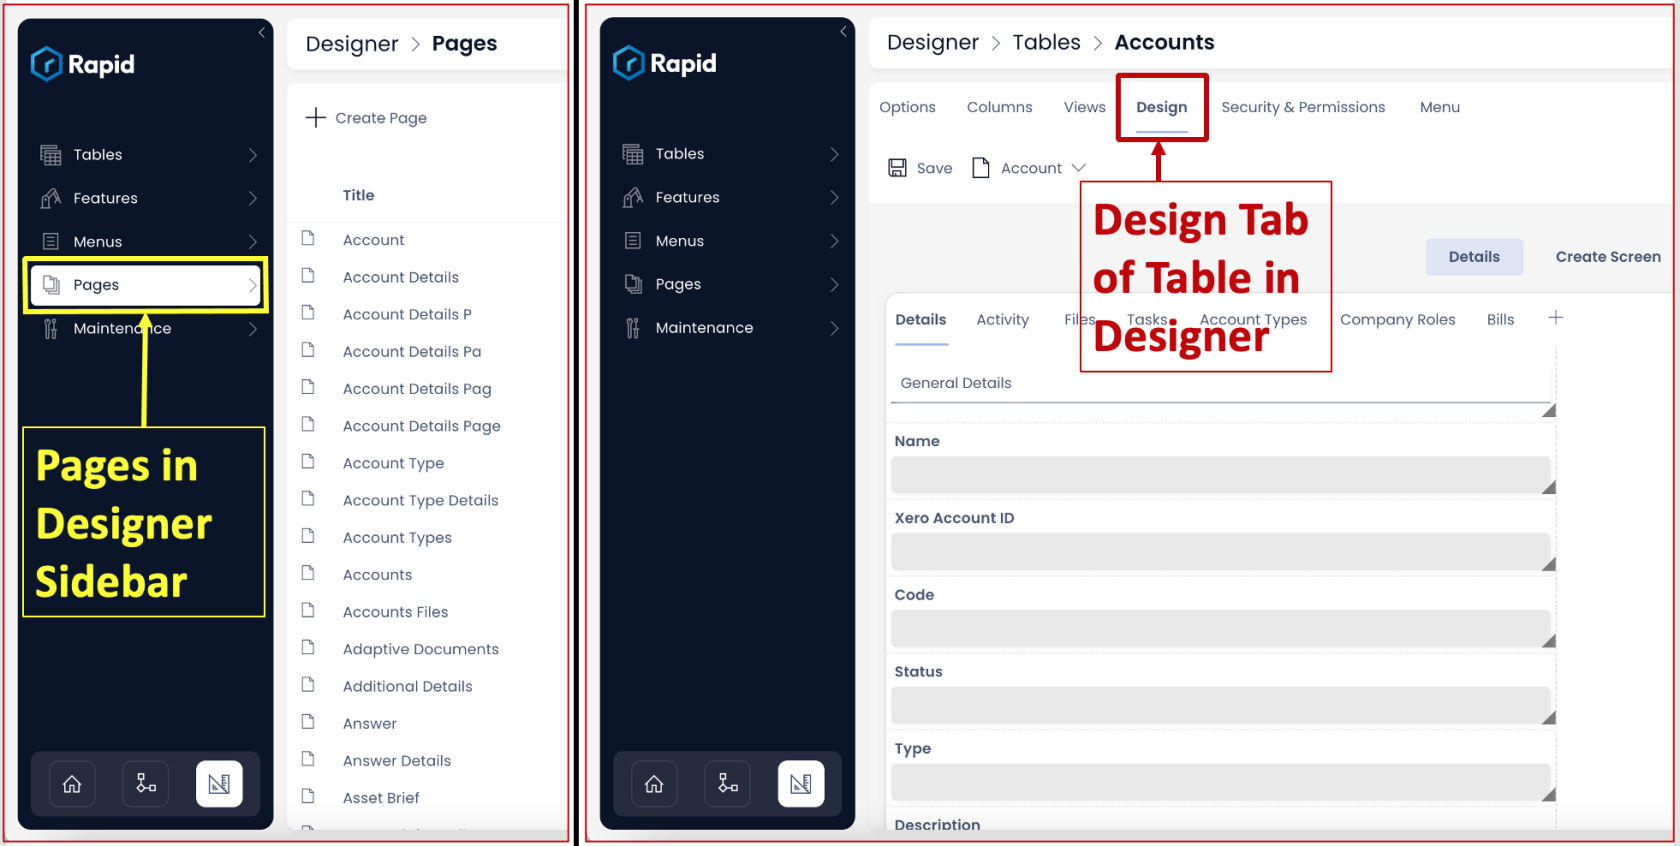 Rapid
Tables
Features
Menus
Pages
Maintenance
Pages in
Designer
Sidebar
Designer > Pages
Create Page
Title
Account
Account Details
Account Details P
Account Details Pa
Account Details Pag
Account Details Page
Account Type
Account Type Details
Account Types
Accounts
Accounts Files
Adaptive Documents
Additional Details
Answer
Answer Details
Asset Brief
Rapid
Tables
Features
Menus
Pages
Maintenance
Designer > Tables > Accounts
Options Columns Views Design Security & Permissions Menu
Save Account
Design Tab
of Table in
Designer
Details Create Screen
Details Activity Files Tasks Account Types Company Roles Bills
General Details
Name
Xero Account ID
Code
Status
Type
Description